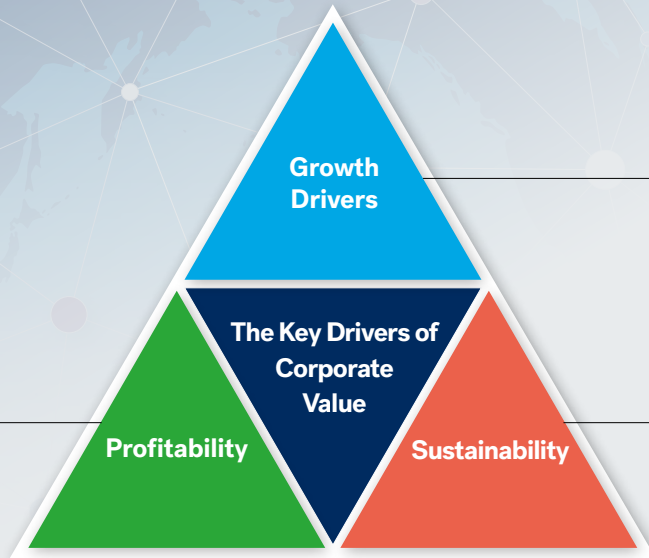 Growth
Drivers
The Key Drivers of
Corporate
Value
Profitability
Sustainability